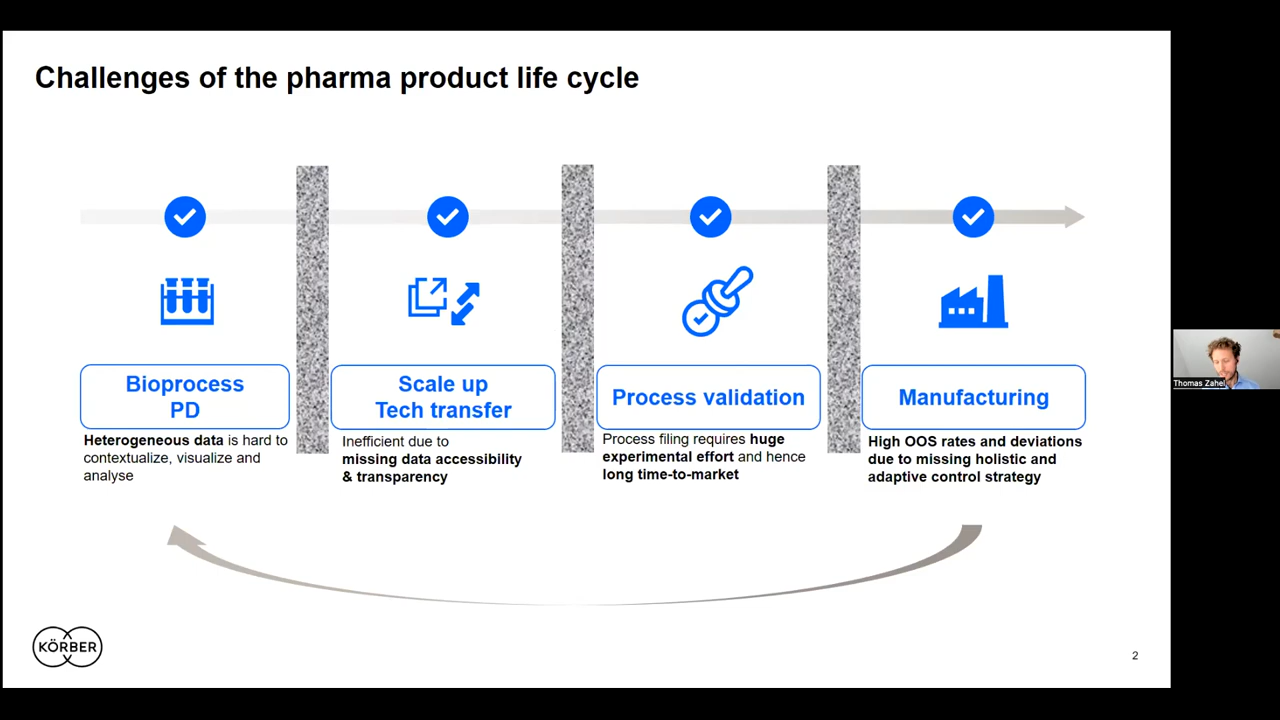 Challenges of the pharma product life cycle
Bioprocess
PD
Heterogeneous data is hard to
contextualize, visualize and
analyse
Scale up
Tech transfer
Inefficient due to
missing data accessibility
& transparency
Process validation
Process filing requires huge
experimental effort and hence
long time-to-market
Manufacturing
High OOS rates and deviations
due to missing holistic and
adaptive control strategy
Thomas Zahel
KÖRBER
2